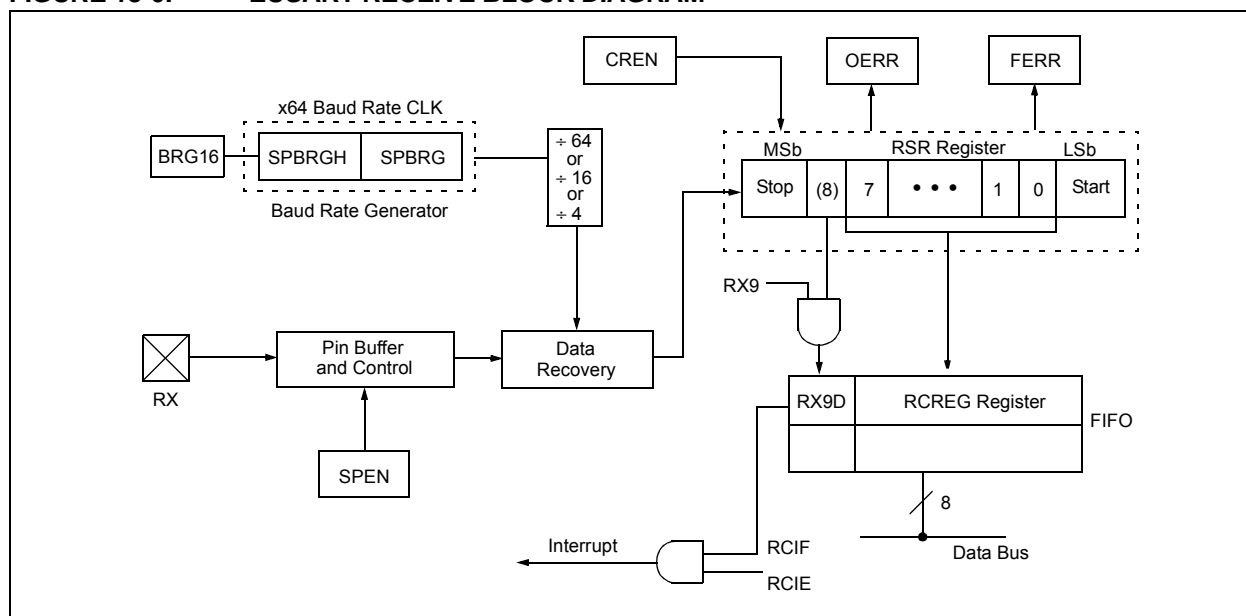 CREN
OERR
FERR
x64 Baud Rate CLK
BRG16
SPBRGH
SPBRG
Baud Rate Generator
÷ 64
or
÷ 16
or
÷ 4
MSb
RSR Register
LSb
Stop
(8)
7
• • •
1
0
Start
RX9
RX
Pin Buffer
and Control
Data
Recovery
SPEN
RX9D
RCREG Register
FIFO
8
Data Bus
Interrupt
RCIF
RCIE